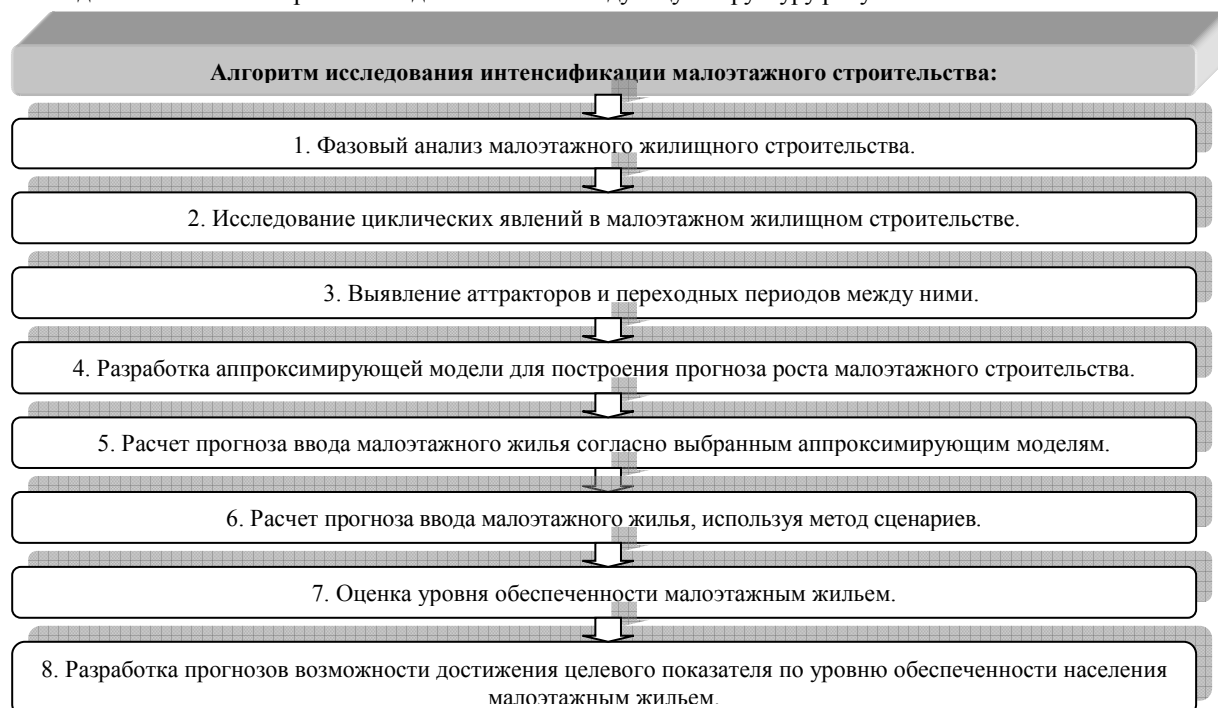 Алгоритм исследования интенсификации малоэтажного строительства:
1. Фазовый анализ малоэтажного жилищного строительства.
2. Исследование циклических явлений в малоэтажном жилищном строительстве.
3. Выявление аттракторов и переходных периодов между ними.
4. Разработка аппроксимирующей модели для построения прогноза роста малоэтажного строительства.
5. Расчет прогноза ввода малоэтажного жилья согласно выбранным аппроксимирующим моделям.
6. Расчет прогноза ввода малоэтажного жилья, используя метод сценариев.
7. Оценка уровня обеспеченности малоэтажным жильем.
8. Разработка прогнозов возможности достижения целевого показателя по уровню обеспеченности населения
малоэтажным жильем.